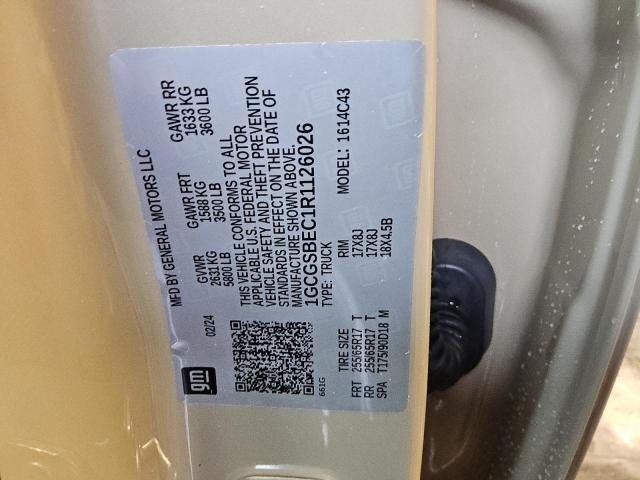 gm
MFD BY GENERAL MOTORS LLC
02/24 GVWR GAWR FRT GAWR RR
2631 KG 1588 KG 1633 KG
5800 LB 3500 LB 3600 LB
THIS VEHICLE CONFORMS TO ALL
APPLICABLE U.S. FEDERAL MOTOR
VEHICLE SAFETY AND THEFT PREVENTION
STANDARDS IN EFFECT ON THE DATE OF
MANUFACTURE SHOWN ABOVE.
1GCGSBEC1R1126026
TYPE: TRUCK MODEL: 1614C43
661G
TIRE SIZE RIM
FRT 255/65R17 T 17X8J
RR 255/65R17 T 17X8J
SPA T175/90D18 M 18X4.5B